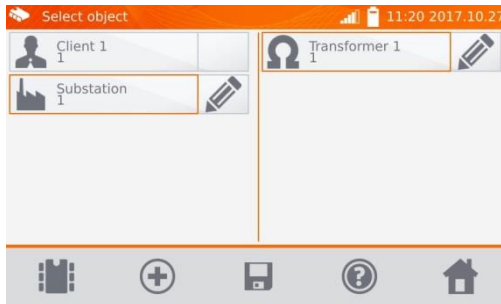 Select object
11:20 2017.10.27
Client 1
1
Substation
1
Transformer 1
1